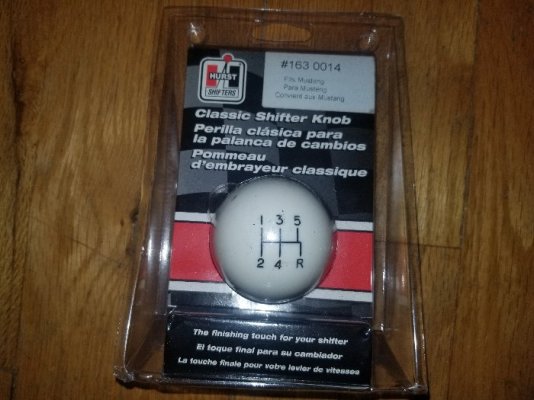 HURST
SHIFTERS
#163 0014
Fits Mustang
Para Mustang
Convient aux Mustang
Classic Shifter Knob
Perilla clásica para
la palanca de cambios
Pommeau
d'embrayeur classique
1 3 5
2 4 R
The finishing touch for your shifter
El toque final para su cambiador
La touche finale pour votre levier de vitesses